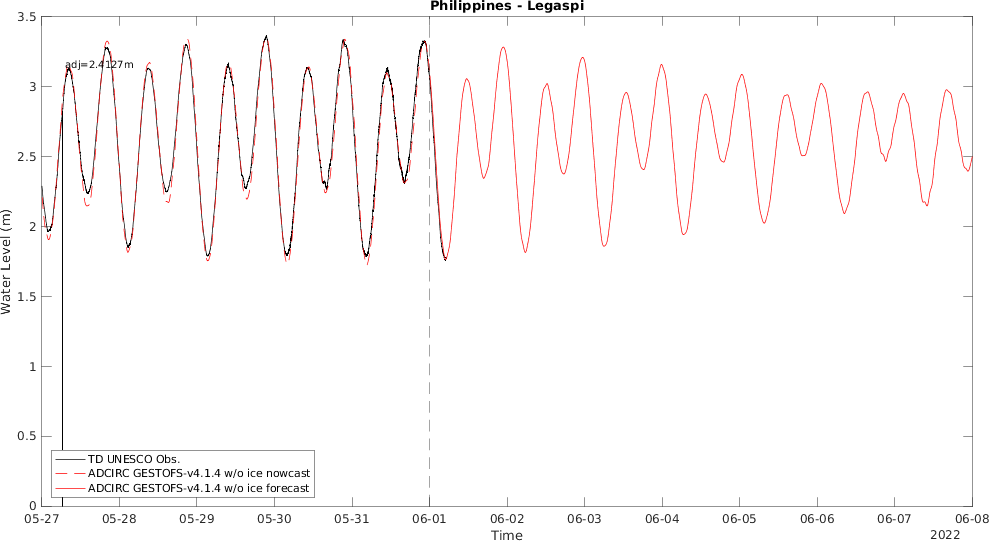 Philippines - Legaspi
3.5
adj=2.4127m
3
2.5
2
1.5
1
0.5
0
Water Level (m)
TD UNESCO Obs.
ADCIRC GESTOFS-v4.1.4 w/o ice nowcast
ADCIRC GESTOFS-v4.1.4 w/o ice forecast
05-27 05-28 05-29 05-30 05-31 06-01 06-02 06-03 06-04 06-05 06-06 06-07 06-08
Time
2022